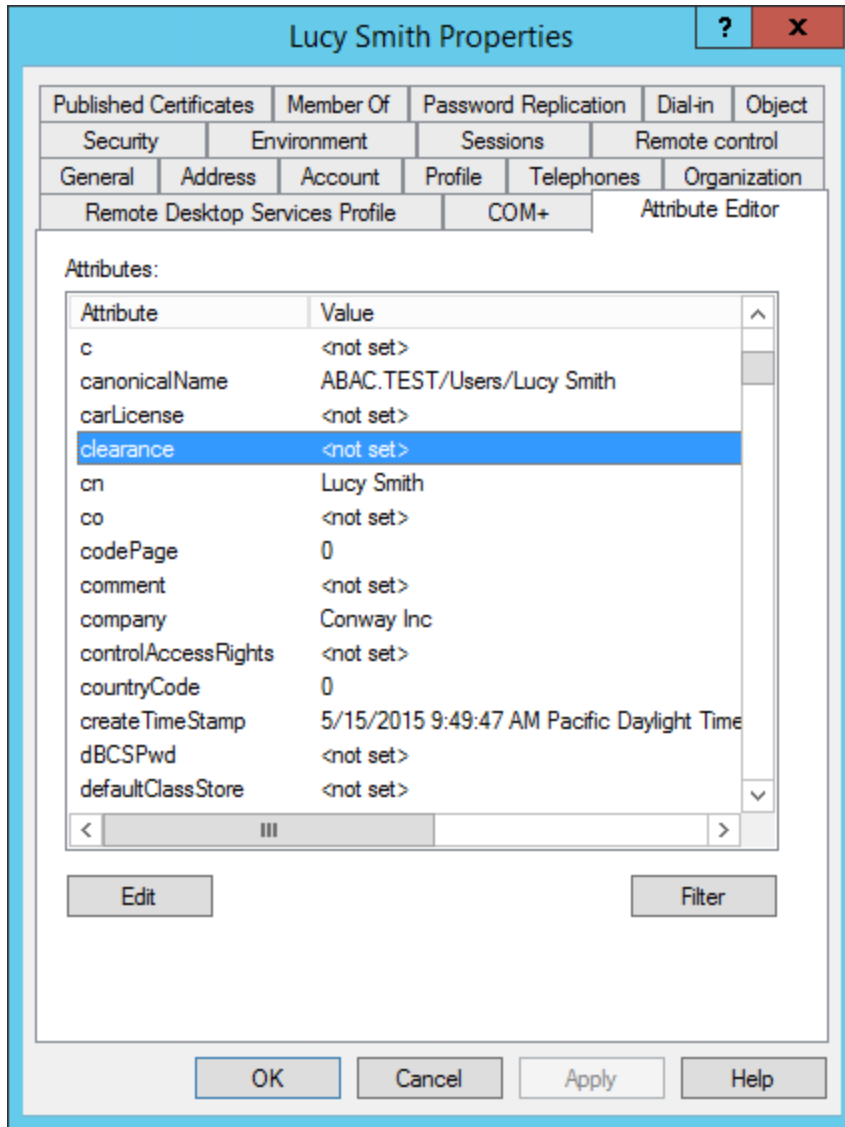 Lucy Smith Properties ? x
Published Certificates Member Of Password Replication Dial-in Object
Security Environment Sessions Remote control
General Address Account Profile Telephones Organization
Remote Desktop Services Profile COM+ Attribute Editor
Attributes:
Attribute Value
c <not set>
canonicalName ABAC.TEST/Users/Lucy Smith
carLicense <not set>
clearance <not set>
cn Lucy Smith
co <not set>
codePage 0
comment <not set>
company Conway Inc
controlAccessRights <not set>
countryCode 0
createTimeStamp 5/15/2015 9:49:47 AM Pacific Daylight Time
dBCSPwd <not set>
defaultClassStore <not set>
Edit Filter
OK Cancel Apply Help